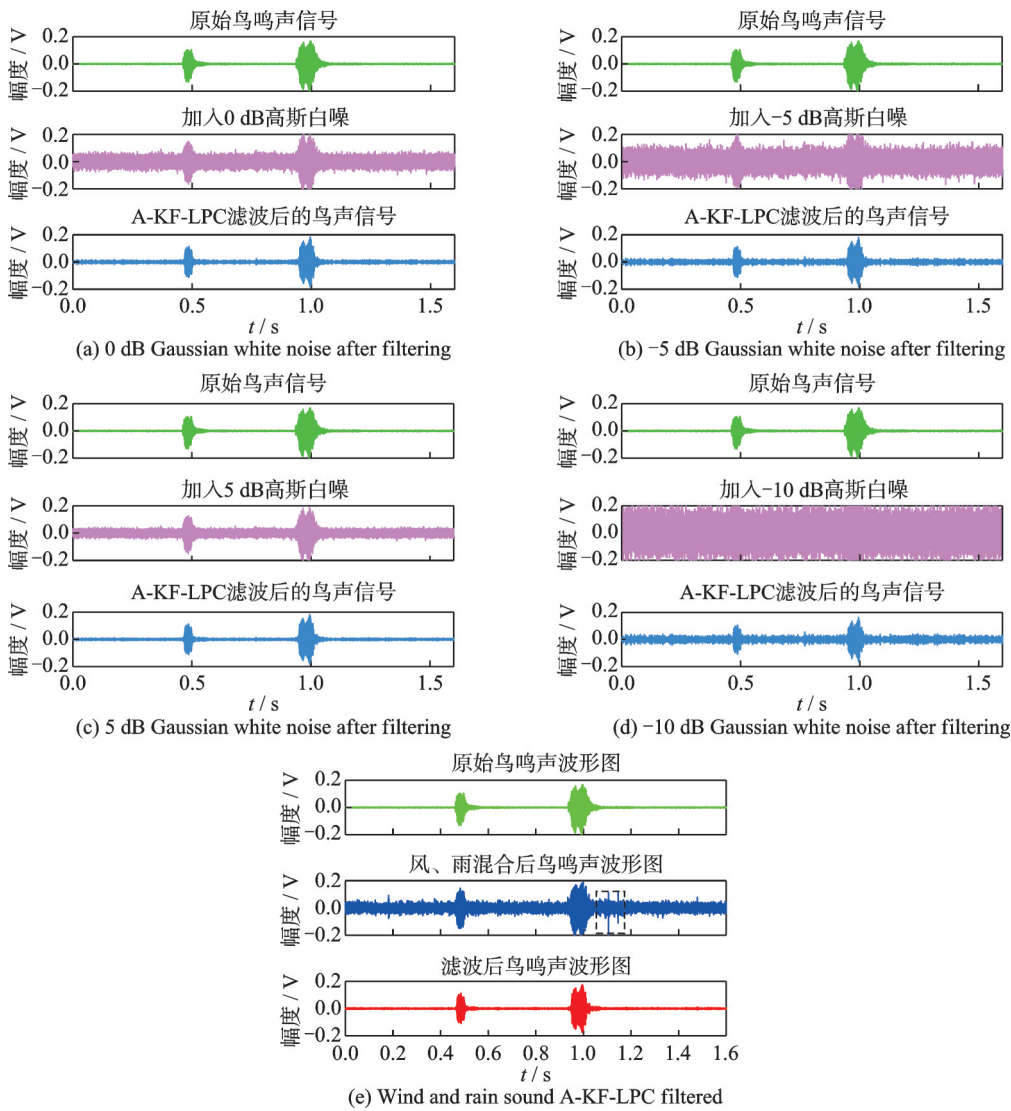 原始鸟鸣声信号
幅度 / V
0.2
0.0
−0.2
加入0 dB高斯白噪
幅度 / V
0.2
0.0
−0.2
A-KF-LPC滤波后的鸟声信号
幅度 / V
0.2
0.0
−0.2
0.0 0.5 1.0 1.5
t / s
(a) 0 dB Gaussian white noise after filtering
原始鸟鸣声信号
幅度 / V
0.2
0.0
−0.2
加入−5 dB高斯白噪
幅度 / V
0.2
0.0
−0.2
A-KF-LPC滤波后的鸟声信号
幅度 / V
0.2
0.0
−0.2
0.0 0.5 1.0 1.5
t / s
(b) −5 dB Gaussian white noise after filtering
原始鸟声信号
幅度 / V
0.2
0.0
−0.2
加入5 dB高斯白噪
幅度 / V
0.2
0.0
−0.2
A-KF-LPC滤波后的鸟声信号
幅度 / V
0.2
0.0
−0.2
0.0 0.5 1.0 1.5
t / s
(c) 5 dB Gaussian white noise after filtering
原始鸟声信号
幅度 / V
0.2
0.0
−0.2
加入−10 dB高斯白噪
幅度 / V
0.2
0.0
−0.2
A-KF-LPC滤波后的鸟声信号
幅度 / V
0.2
0.0
−0.2
0.0 0.5 1.0 1.5
t / s
(d) −10 dB Gaussian white noise after filtering
原始鸟鸣声波形图
幅度 / V
0.2
0.0
−0.2
0.0 0.2 0.4 0.6 0.8 1.0 1.2 1.4 1.6
风、雨混合后鸟鸣声波形图
幅度 / V
0.2
0.0
−0.2
滤波后鸟鸣声波形图
幅度 / V
0.2
0.0
−0.2
0.0 0.2 0.4 0.6 0.8 1.0 1.2 1.4 1.6
t / s
(e) Wind and rain sound A-KF-LPC filtered